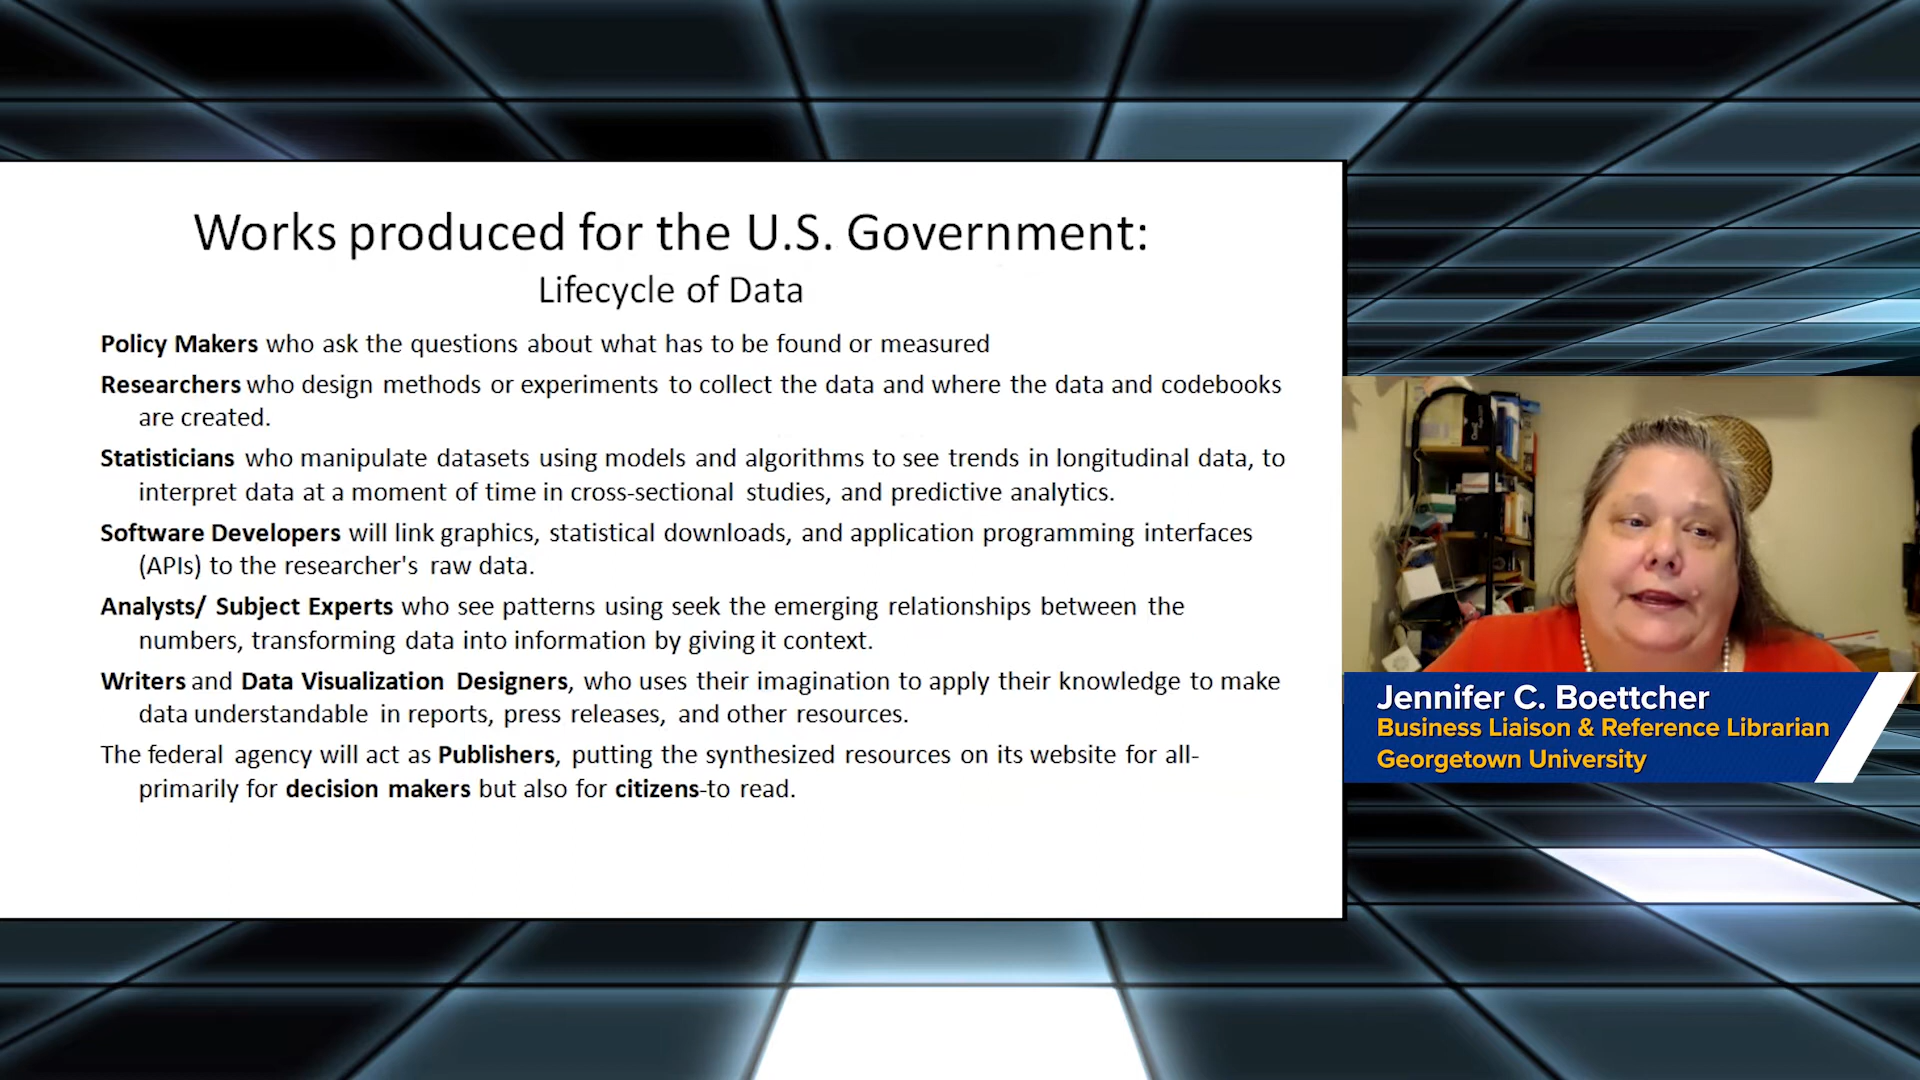 Works produced for the U.S. Government:
Lifecycle of Data
Policy Makers who ask the questions about what has to be found or measured
Researchers who design methods or experiments to collect the data and where the data and codebooks
are created.
Statisticians who manipulate datasets using models and algorithms to see trends in longitudinal data, to
interpret data at a moment of time in cross-sectional studies, and predictive analytics.
Software Developers will link graphics, statistical downloads, and application programming interfaces
(APIs) to the researcher's raw data.
Analysts/ Subject Experts who see patterns using seek the emerging relationships between the
numbers, transforming data into information by giving it context.
Writers and Data Visualization Designers, who uses their imagination to apply their knowledge to make
data understandable in reports, press releases, and other resources.
The federal agency will act as Publishers, putting the synthesized resources on its website for all-
primarily for decision makers but also for citizens-to read.
Jennifer C. Boettcher
Business Liaison & Reference Librarian
Georgetown University